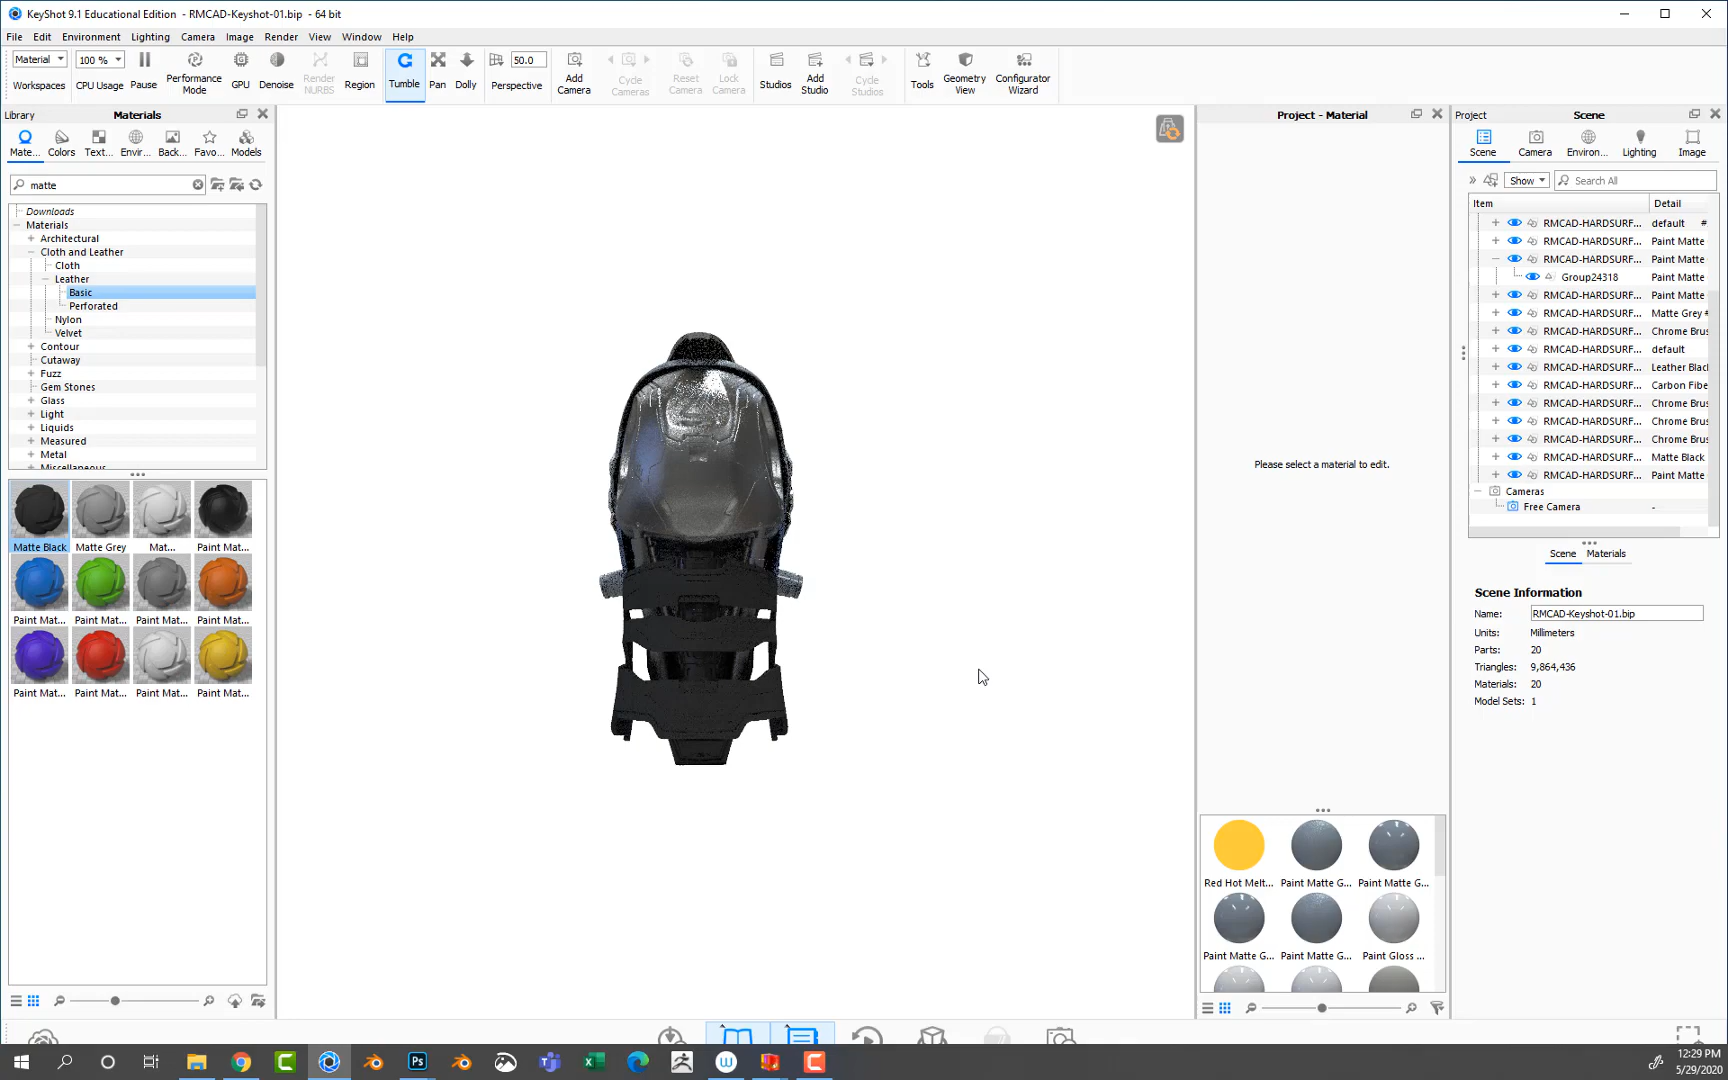 KeyShot 9.1 Educational Edition - RMCAD-Keyshot-01.bip - 64 bit
File Edit Environment Lighting Camera Image Render View Window Help
Material 100 % 50.0
Workspaces CPU Usage Pause Performance Mode GPU Denoise Render NURBS Region Tumble Pan Dolly Perspective Add Camera Cycle Cameras Reset Camera Lock Camera Studios Add Studio Cycle Studios Tools Geometry View Configurator Wizard
Library Materials
Mate... Colors Text... Envir... Back... Favo... Models
matte
Downloads
Materials
Architectural
Cloth and Leather
Cloth
Leather
Basic
Perforated
Nylon
Velvet
Contour
Cutaway
Fuzz
Gem Stones
Glass
Light
Liquids
Measured
Metal
Miscellaneous
Matte Black Matte Grey Mat... Paint Mat...
Paint Mat... Paint Mat... Paint Mat... Paint Mat...
Paint Mat... Paint Mat... Paint Mat... Paint Mat...
Project - Material
Please select a material to edit.
Red Hot Melt... Paint Matte G... Paint Matte G...
Paint Matte G... Paint Matte G... Paint Gloss ...
Project Scene
Scene Camera Environ... Lighting Image
Show Search All
Item Detail
RMCAD-HARDSURF... default #
RMCAD-HARDSURF... Paint Matte
RMCAD-HARDSURF... Paint Matte
Group24318 Paint Matte
RMCAD-HARDSURF... Paint Matte
RMCAD-HARDSURF... Matte Grey #
RMCAD-HARDSURF... Chrome Brus
RMCAD-HARDSURF... default
RMCAD-HARDSURF... Leather Blac
RMCAD-HARDSURF... Carbon Fibe
RMCAD-HARDSURF... Chrome Brus
RMCAD-HARDSURF... Chrome Brus
RMCAD-HARDSURF... Chrome Brus
RMCAD-HARDSURF... Matte Black
RMCAD-HARDSURF... Paint Matte
Cameras
Free Camera -
Scene Materials
Scene Information
Name: RMCAD-Keyshot-01.bip
Units: Millimeters
Parts: 20
Triangles: 9,864,436
Materials: 20
Model Sets: 1
12:29 PM
5/29/2020